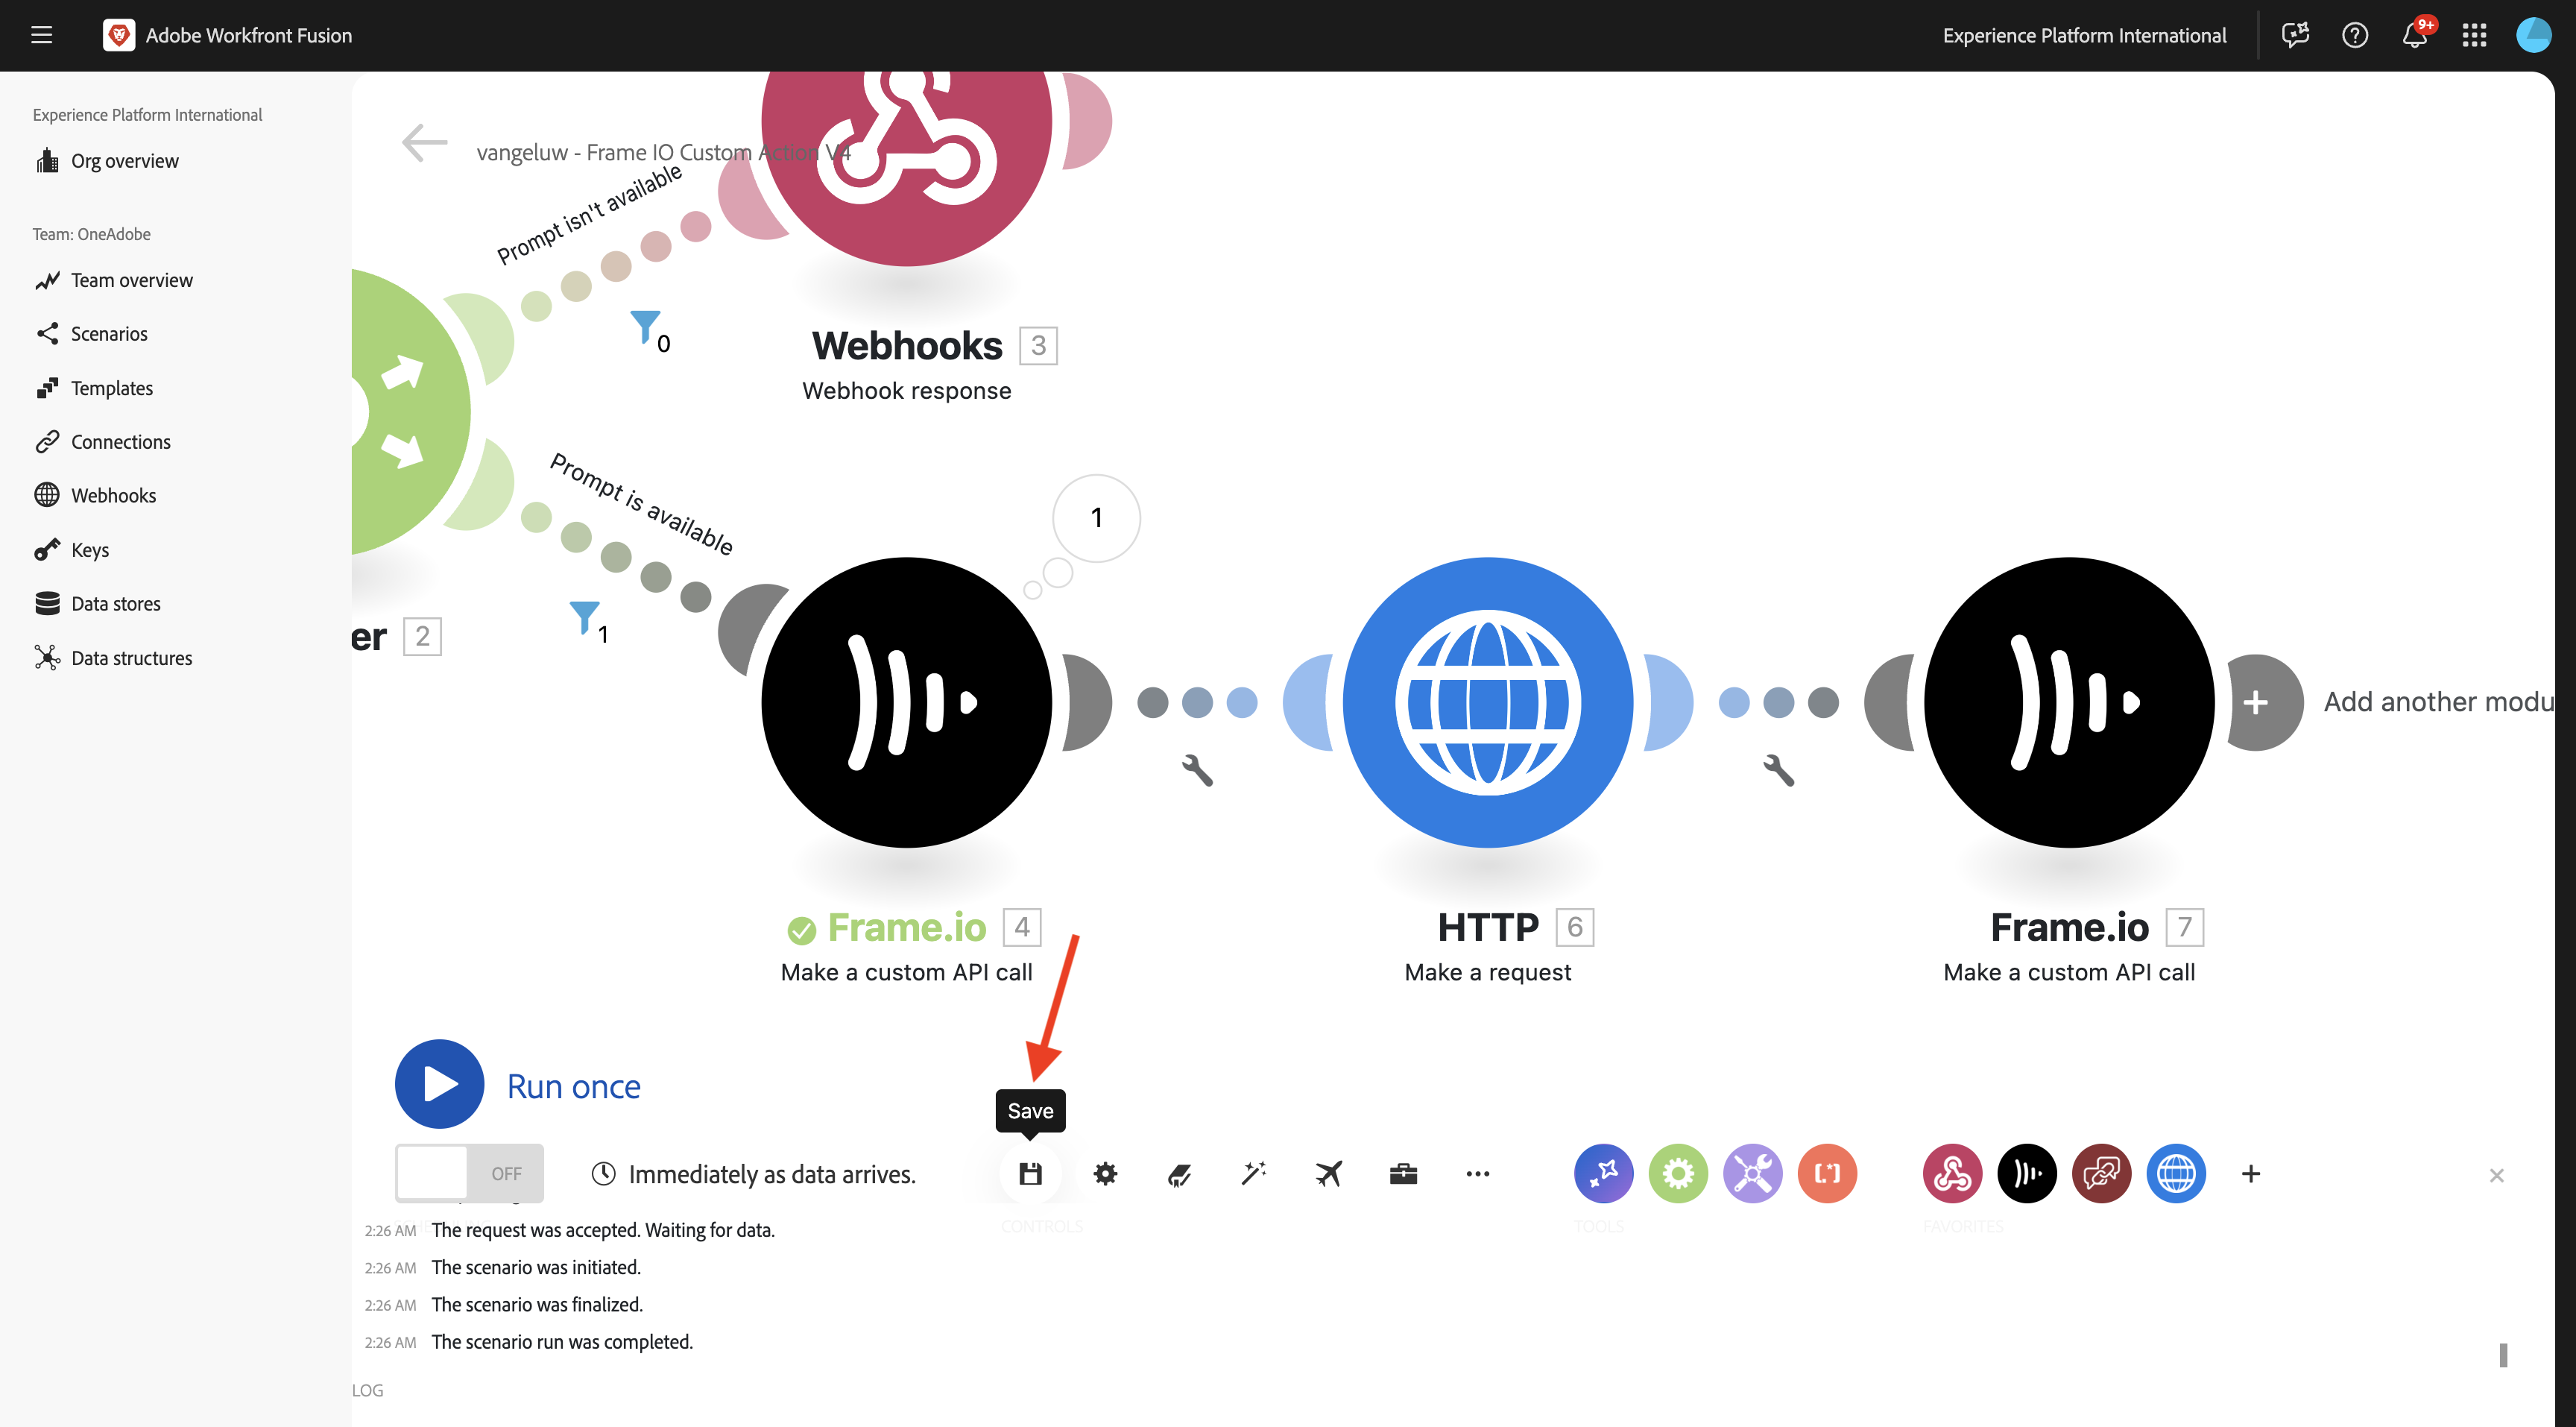 Adobe Workfront Fusion
Experience Platform International
9+
Experience Platform International
Org overview
Team: OneAdobe
Team overview
Scenarios
Templates
Connections
Webhooks
Keys
Data stores
Data structures
vangeluw - Frame IO Custom Action V4
Prompt isn't available
0
Webhooks 3
Webhook response
Prompt is available
1
1
er 2
Add another modu
Frame.io 4
Make a custom API call
HTTP 6
Make a request
Frame.io 7
Make a custom API call
Run once
Save
OFF
Immediately as data arrives.
CONTROLS
TOOLS
FAVORITES
2:26 AM The request was accepted. Waiting for data.
2:26 AM The scenario was initiated.
2:26 AM The scenario was finalized.
2:26 AM The scenario run was completed.
LOG